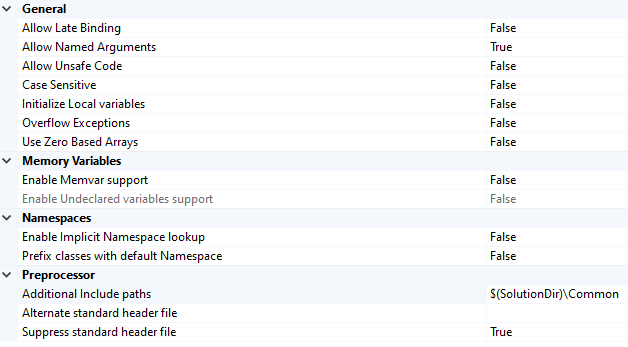 General
Allow Late Binding False
Allow Named Arguments True
Allow Unsafe Code False
Case Sensitive False
Initialize Local variables False
Overflow Exceptions False
Use Zero Based Arrays False
Memory Variables
Enable Memvar support False
Enable Undeclared variables support False
Namespaces
Enable Implicit Namespace lookup False
Prefix classes with default Namespace False
Preprocessor
Additional Include paths $(SolutionDir)\Common
Alternate standard header file
Suppress standard header file True